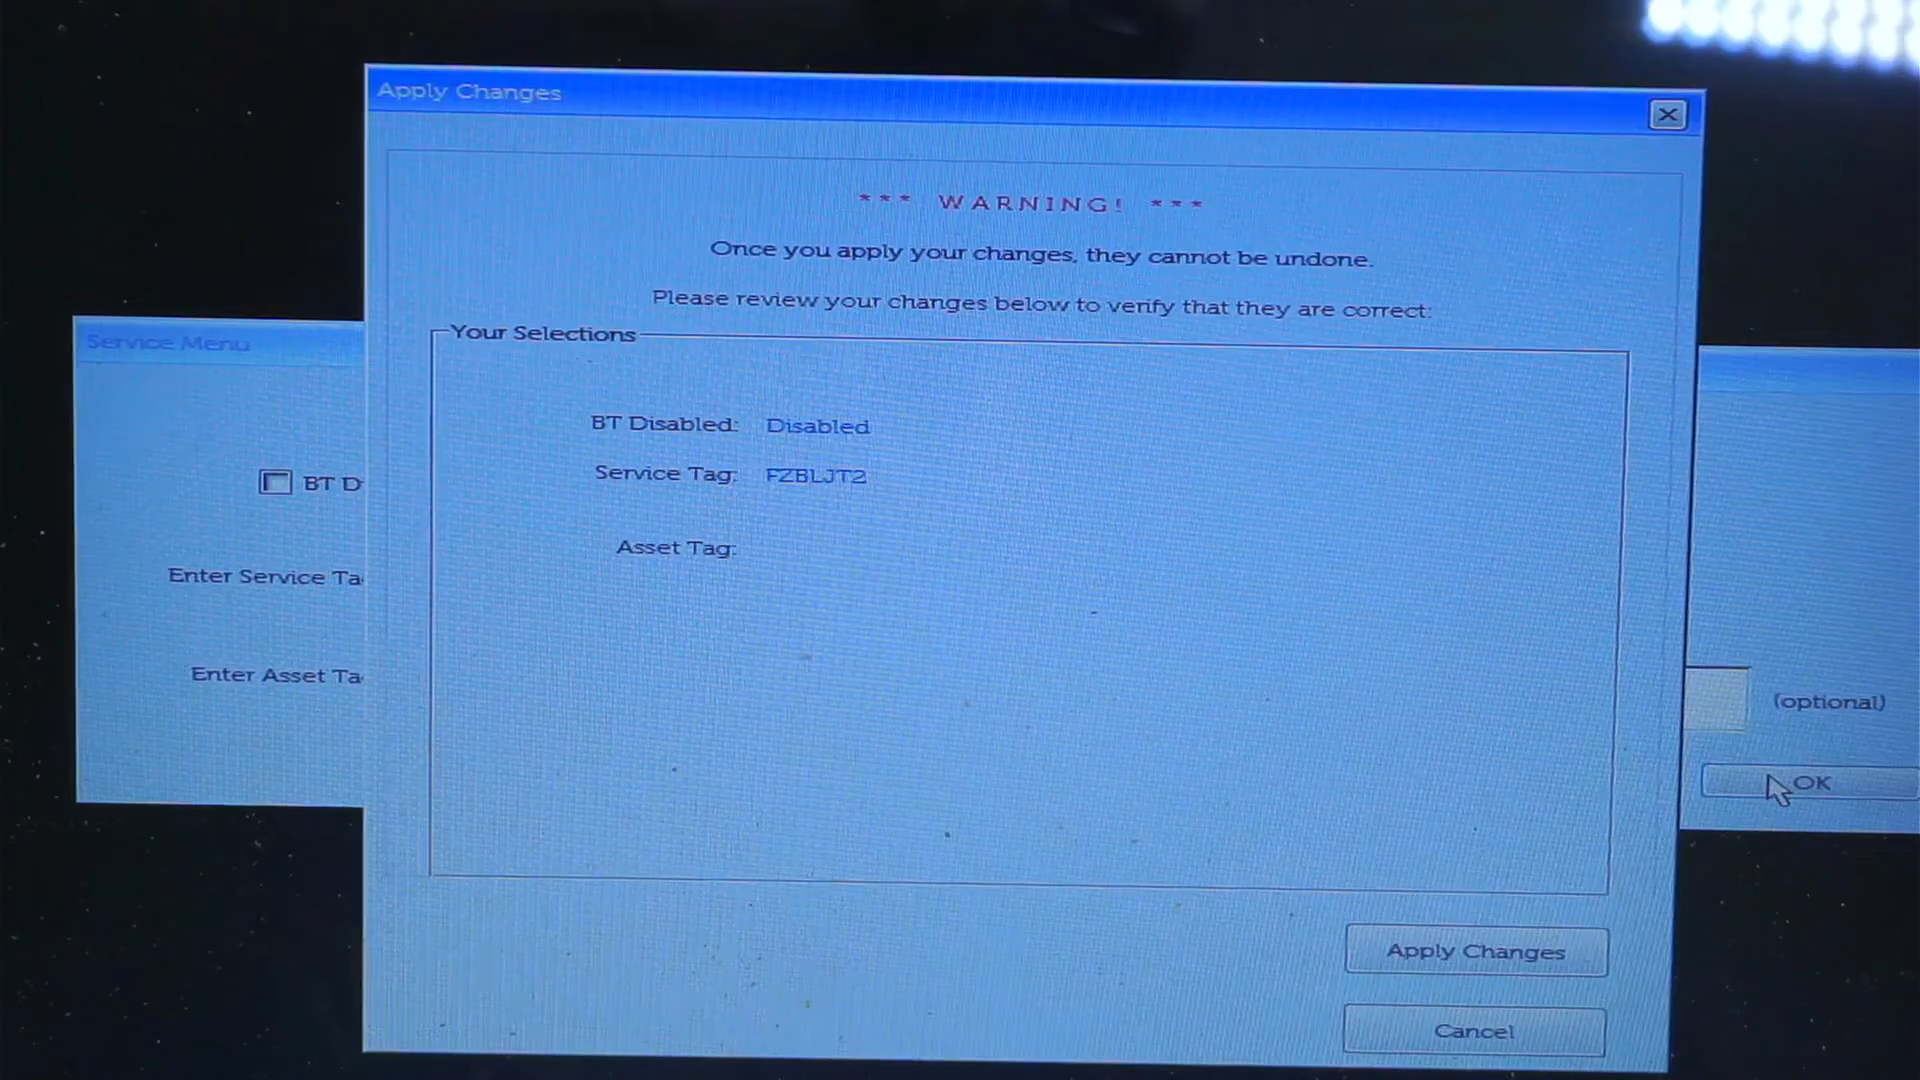 Apply Changes
*** WARNING! ***
Once you apply your changes, they cannot be undone.
Please review your changes below to verify that they are correct:
Your Selections
BT Disabled: Disabled
Service Tag: FZBLJT2
Asset Tag:
Apply Changes
Cancel
Service Menu
BT D
Enter Service Ta
Enter Asset Ta
(optional)
OK